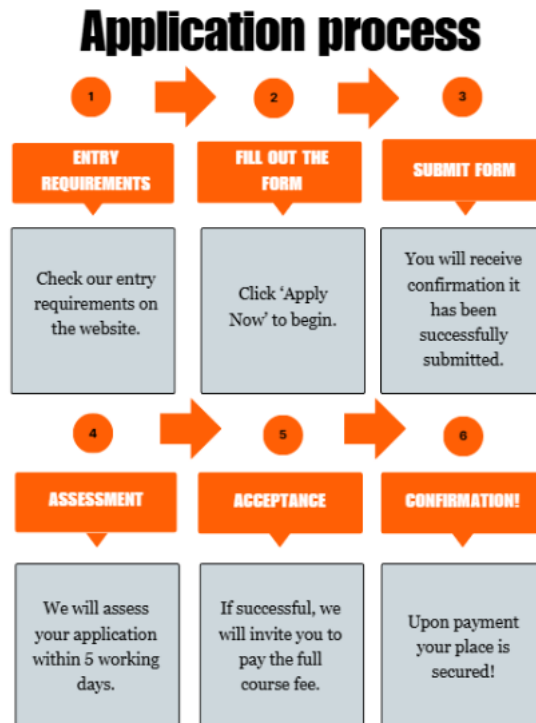 Application process
1
2
3
ENTRY
REQUIREMENTS
FILL OUT THE
FORM
SUBMIT FORM
Check our entry
requirements on
the website.
Click ‘Apply
Now’ to begin.
You will receive
confirmation it
has been
successfully
submitted.
4
5
6
ASSESSMENT
ACCEPTANCE
CONFIRMATION!
We will assess
your application
within 5 working
days.
If successful, we
will invite you to
pay the full
course fee.
Upon payment
your place is
secured!